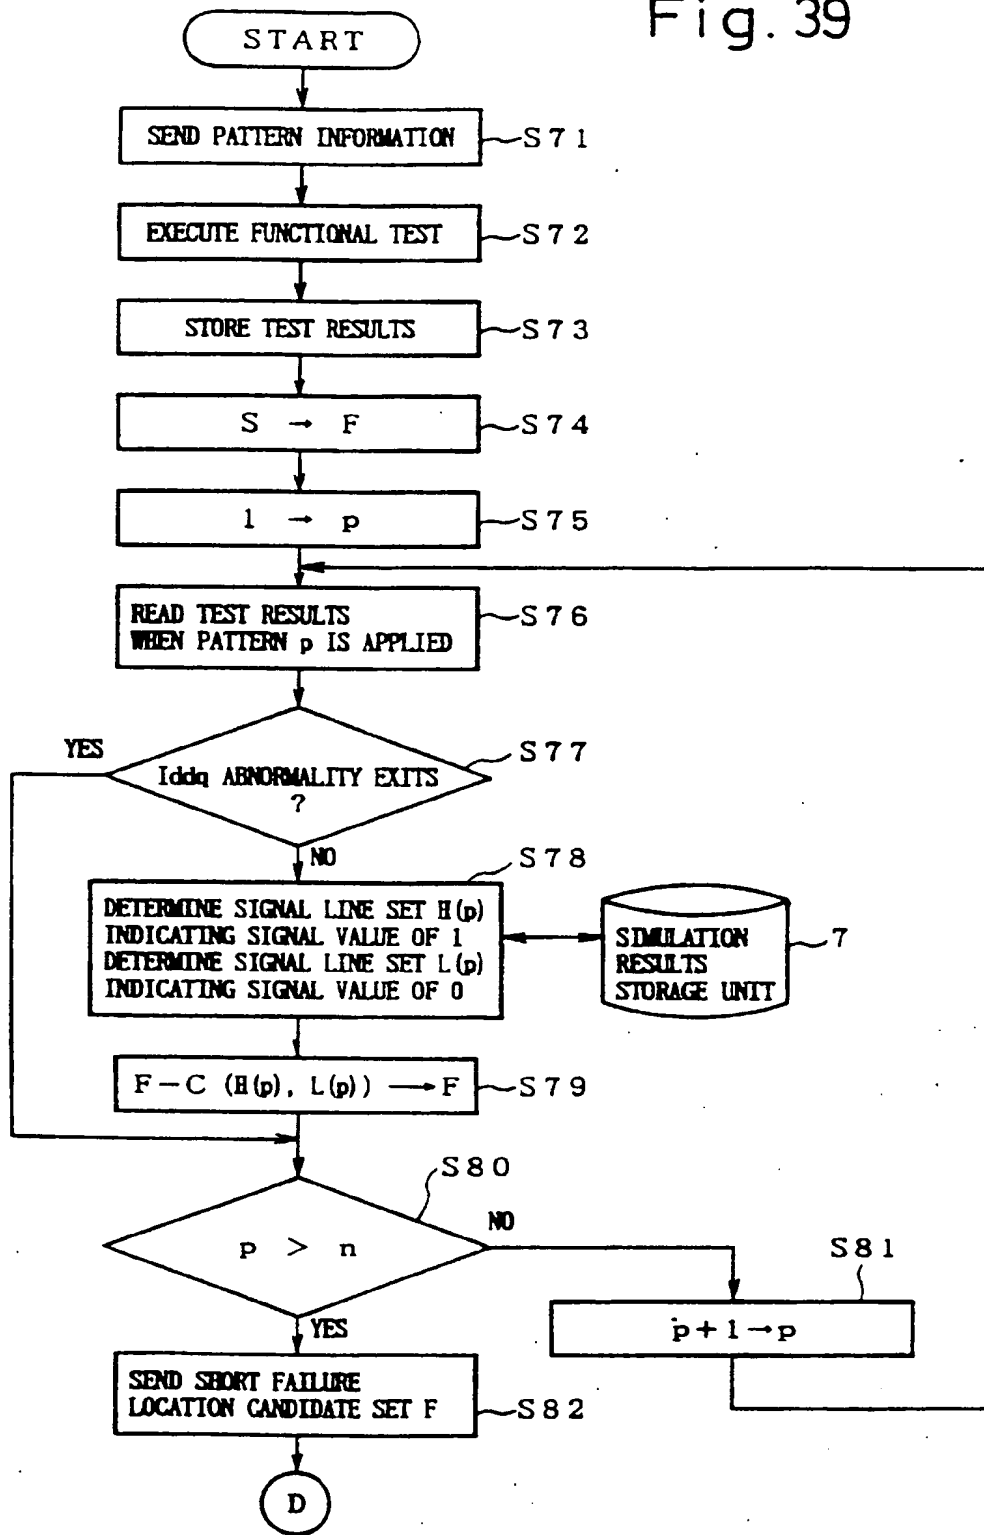 Fig. 39
START
SEND PATTERN INFORMATION
S71
EXECUTE FUNCTIONAL TEST
S72
STORE TEST RESULTS
S73
S → F
S74
1 → p
S75
READ TEST RESULTS
WHEN PATTERN p IS APPLIED
S76
YES
Iddq ABNORMALITY EXITS
?
S77
NO
S78
DETERMINE SIGNAL LINE SET H(p)
INDICATING SIGNAL VALUE OF 1
DETERMINE SIGNAL LINE SET L(p)
INDICATING SIGNAL VALUE OF 0
SIMULATION
RESULTS
STORAGE UNIT
7
F－C (H(p), L(p)) → F
S79
S80
p > n
NO
S81
p＋1→p
YES
SEND SHORT FAILURE
LOCATION CANDIDATE SET F
S82
D